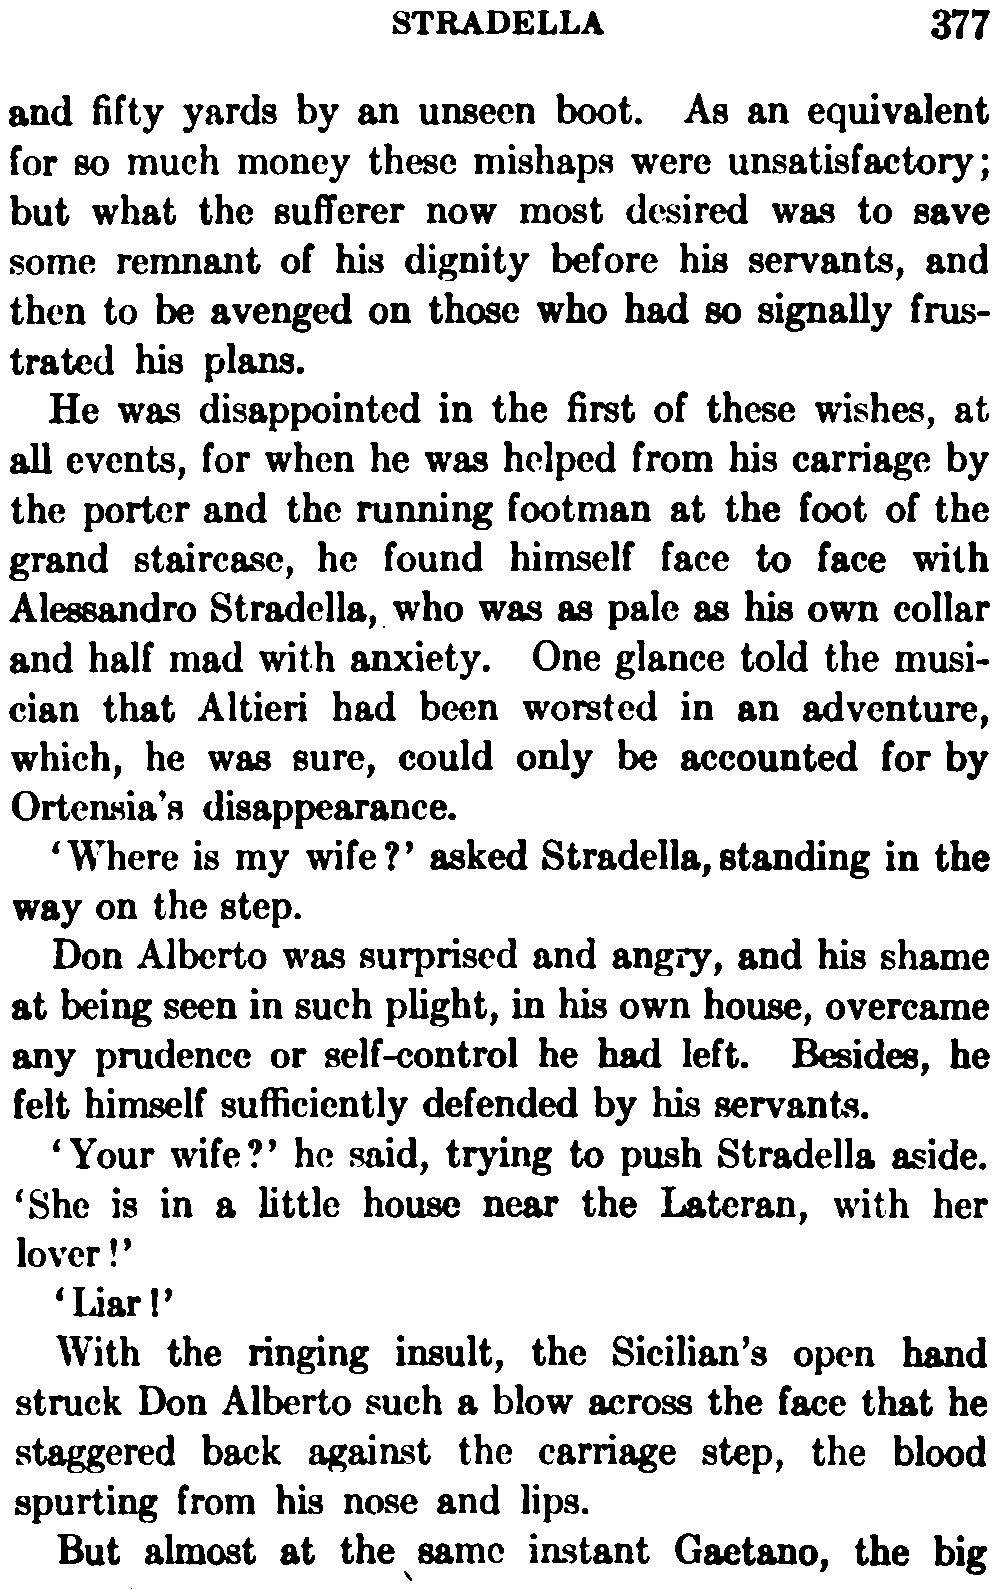 STRADELLA 377
and fifty yards by an unseen boot. As an equivalent
for so much money these mishaps were unsatisfactory;
but what the sufferer now most desired was to save
some remnant of his dignity before his servants, and
then to be avenged on those who had so signally frus-
trated his plans.
He was disappointed in the first of these wishes, at
all events, for when he was helped from his carriage by
the porter and the running footman at the foot of the
grand staircase, he found himself face to face with
Alessandro Stradella, who was as pale as his own collar
and half mad with anxiety. One glance told the musi-
cian that Altieri had been worsted in an adventure,
which, he was sure, could only be accounted for by
Ortensia's disappearance.
'Where is my wife?' asked Stradella, standing in the
way on the step.
Don Alberto was surprised and angry, and his shame
at being seen in such plight, in his own house, overcame
any prudence or self-control he had left. Besides, he
felt himself sufficiently defended by his servants.
'Your wife?' he said, trying to push Stradella aside.
'She is in a little house near the Lateran, with her
lover!'
'Liar!'
With the ringing insult, the Sicilian's open hand
struck Don Alberto such a blow across the face that he
staggered back against the carriage step, the blood
spurting from his nose and lips.
But almost at the same instant Gaetano, the big